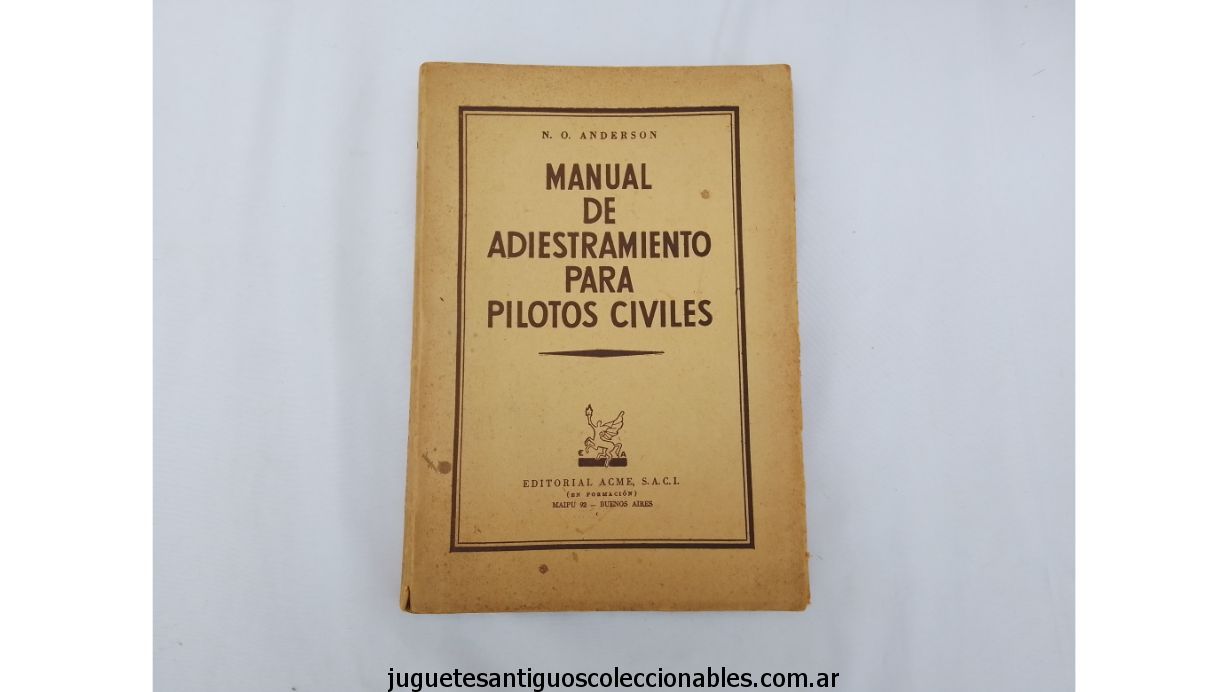 N. O. ANDERSON
MANUAL
DE
ADIESTRAMIENTO
PARA
PILOTOS CIVILES
E A
EDITORIAL ACME, S.A.C.I.
(EN FORMACIÓN)
MAIPU 92 — BUENOS AIRES
juguetesantiguoscoleccionables.com.ar